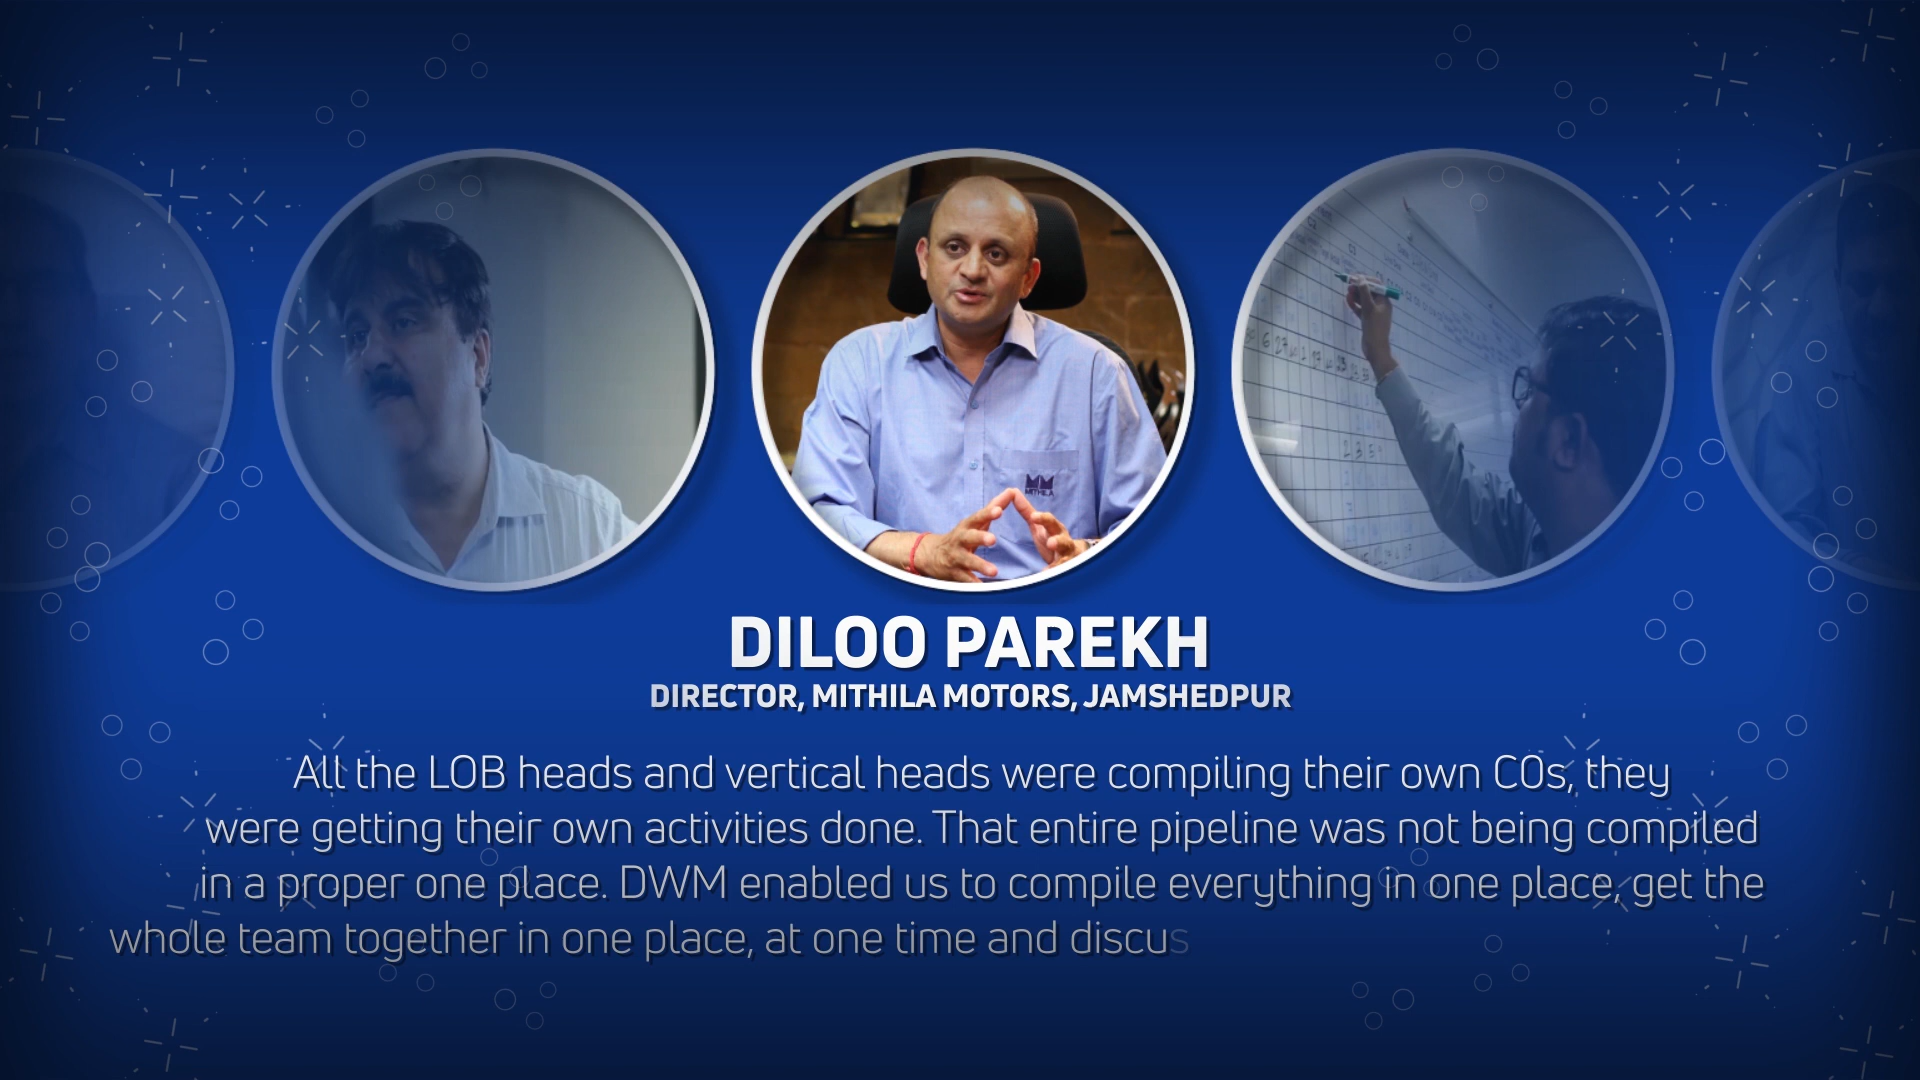 MITHILA
DILOO PAREKH
DIRECTOR, MITHILA MOTORS, JAMSHEDPUR
All the LOB heads and vertical heads were compiling their own COs, they
were getting their own activities done. That entire pipeline was not being compiled
in a proper one place. DWM enabled us to compile everything in one place, get the
whole team together in one place, at one time and discus